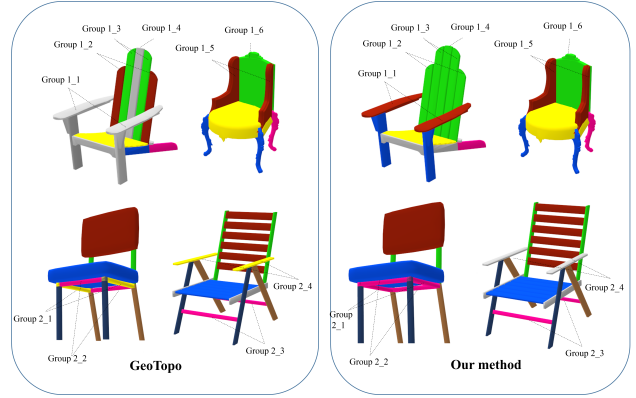 Group 1_3
Group 1_4
Group 1_2
Group 1_1
Group 1_6
Group 1_5
Group 2_1
Group 2_2
Group 2_4
Group 2_3
GeoTopo
Group 1_3
Group 1_4
Group 1_2
Group 1_1
Group 1_6
Group 1_5
Group
2_1
Group 2_2
Group 2_4
Group 2_3
Our method